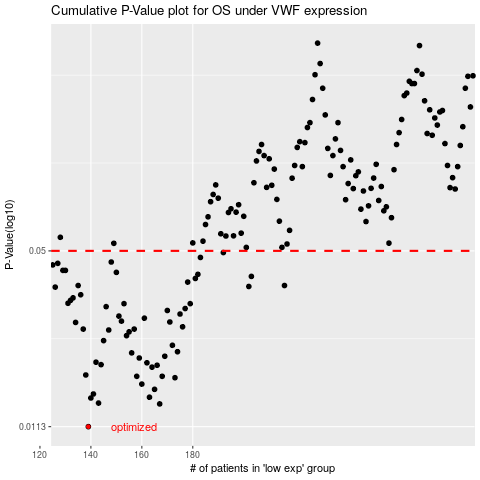 Cumulative P-Value plot for OS under VWF expression
P-Value(log10)
0.05
0.0113
optimized
120 140 160 180
# of patients in 'low exp' group